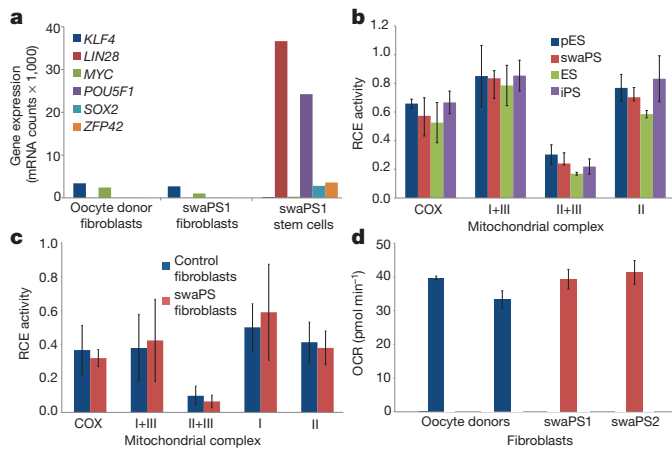 a
Gene expression
(mRNA counts × 1,000)
40
30
20
10
0
KLF4
LIN28
MYC
POU5F1
SOX2
ZFP42
Oocyte donor
fibroblasts
swaPS1
fibroblasts
swaPS1
stem cells
b
RCE activity
1.2
1.0
0.8
0.6
0.4
0.2
0.0
pES
swaPS
ES
iPS
COX
I+III
II+III
II
Mitochondrial complex
c
RCE activity
1.0
0.8
0.6
0.4
0.2
0.0
Control
fibroblasts
swaPS
fibroblasts
COX
I+III
II+III
I
II
Mitochondrial complex
d
OCR (pmol min⁻¹)
50
40
30
20
10
0
Oocyte donors
swaPS1
swaPS2
Fibroblasts